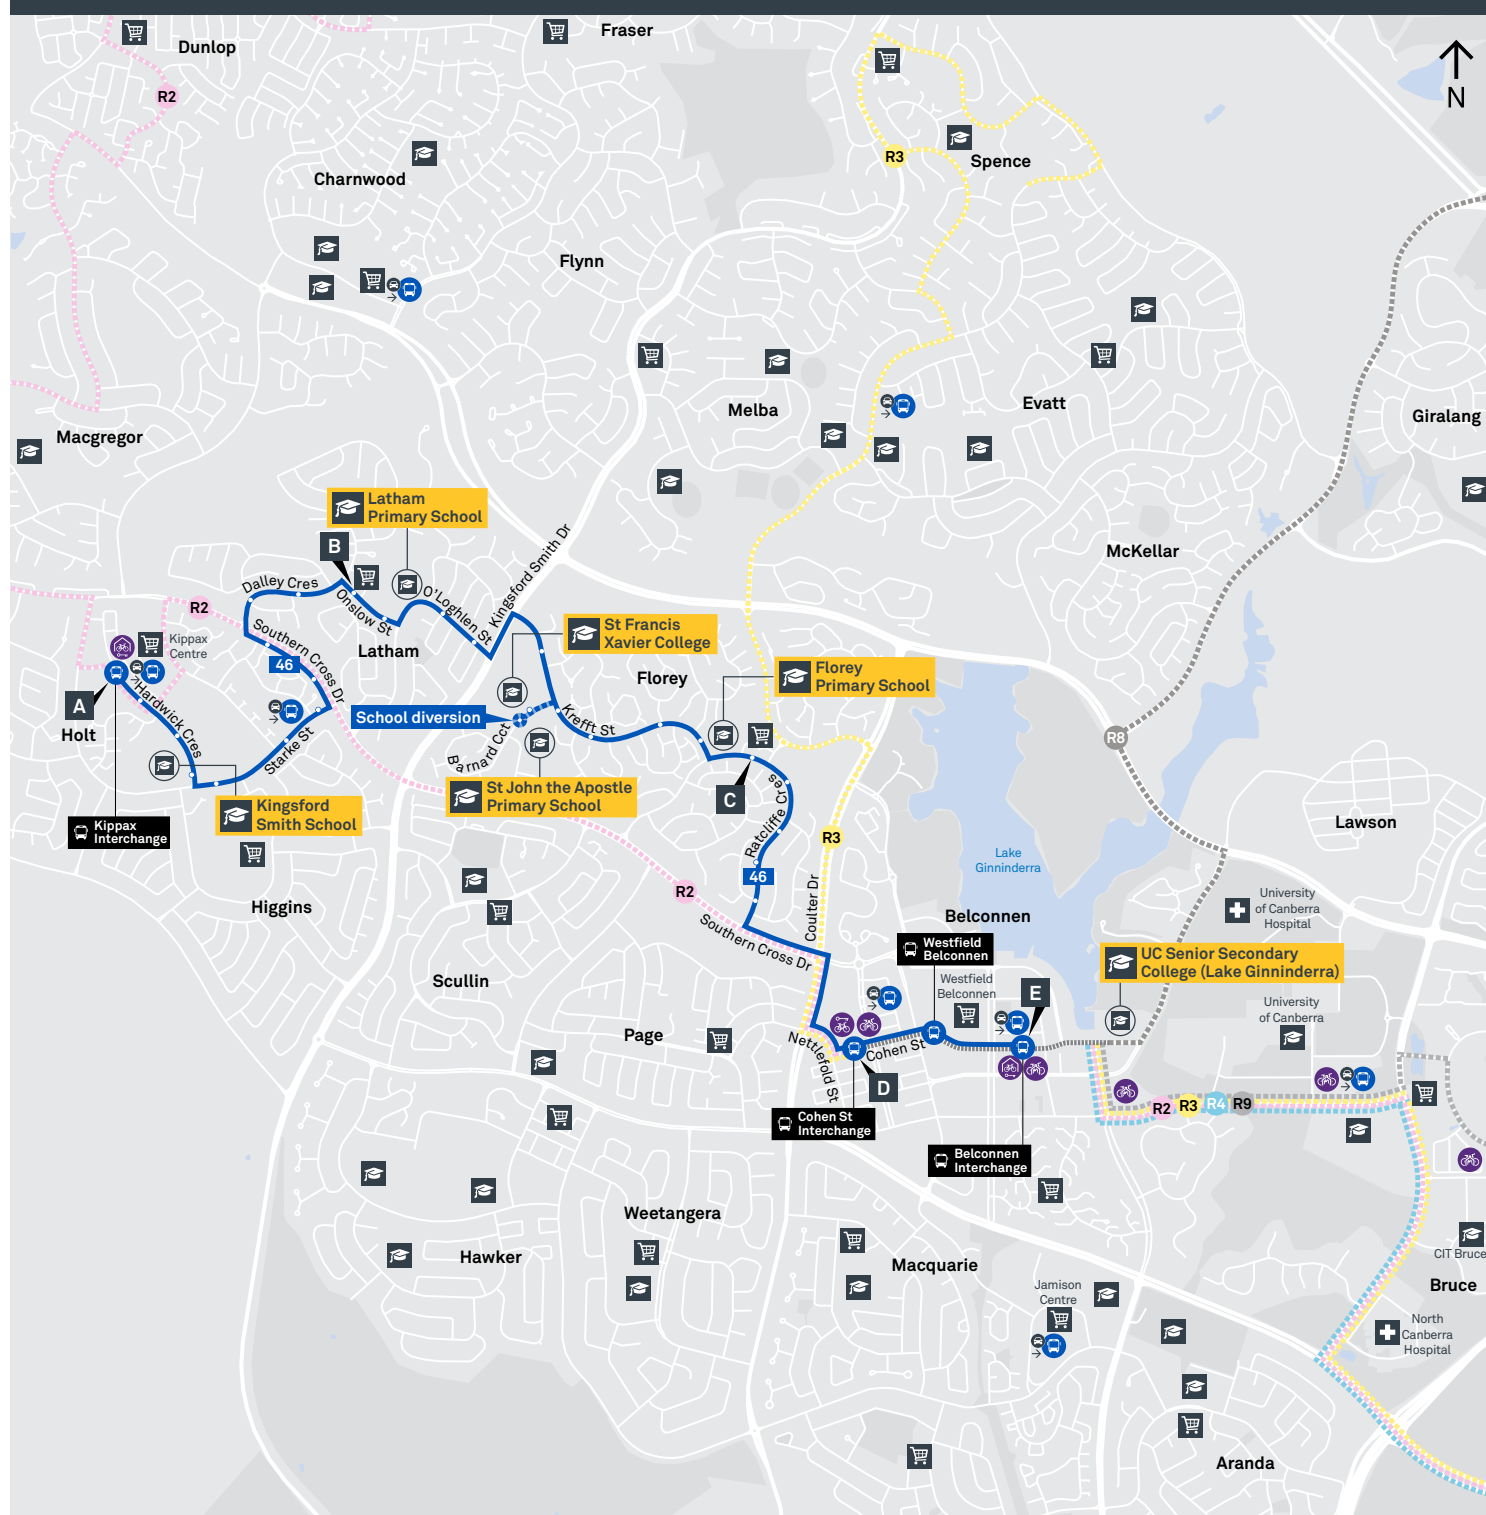 Dunlop
Fraser
N
R2
R3
Spence
Charnwood
Flynn
Melba
Evatt
Giralang
Macgregor
Latham
Primary School
B
Kingsford Smith Dr
McKellar
Dalley Cres
Onslow St
O'Loghlen St
R2
Southern Cross Dr
Latham
Kippax
Centre
46
St Francis
Xavier College
Florey
Florey
Primary School
A
Holt
Hardwick Cres
Starke St
School diversion
Barnard Cct
Krefft St
R8
St John the Apostle
Primary School
C
Ratcliffe Cres
Kingsford
Smith School
Kippax
Interchange
R3
Lawson
Lake
Ginninderra
46
R2
Higgins
Coulter Dr
Southern Cross Dr
University
of Canberra
Hospital
Belconnen
Westfield
Belconnen
UC Senior Secondary
College (Lake Ginninderra)
Scullin
Westfield
Belconnen
E
University
of Canberra
Page
Nettlefold St
Cohen St
D
R2
R3
R4
R9
Cohen St
Interchange
Belconnen
Interchange
Weetangera
Hawker
Macquarie
CIT Bruce
Bruce
Jamison
Centre
North
Canberra
Hospital
Aranda